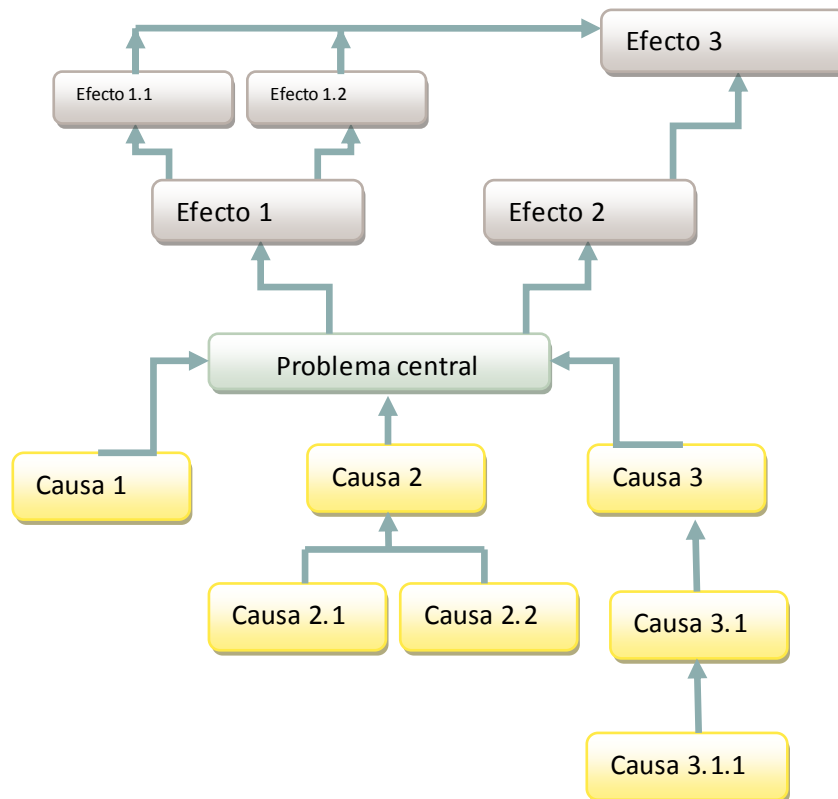 Efecto 3
Efecto 1.1
Efecto 1.2
Efecto 1
Efecto 2
Problema central
Causa 1
Causa 2
Causa 3
Causa 2.1
Causa 2.2
Causa 3.1
Causa 3.1.1